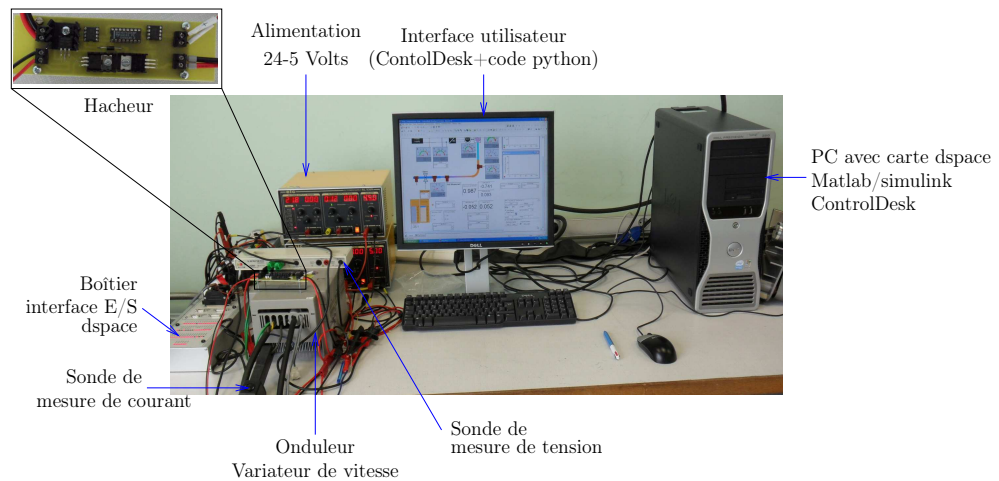 Alimentation
24-5 Volts
Interface utilisateur
(ContolDesk+code python)
Hacheur
PC avec carte dspace
Matlab/simulink
ControlDesk
Boîtier
interface E/S
dspace
DELL
Sonde de
mesure de courant
Onduleur
Variateur de vitesse
Sonde de
mesure de tension